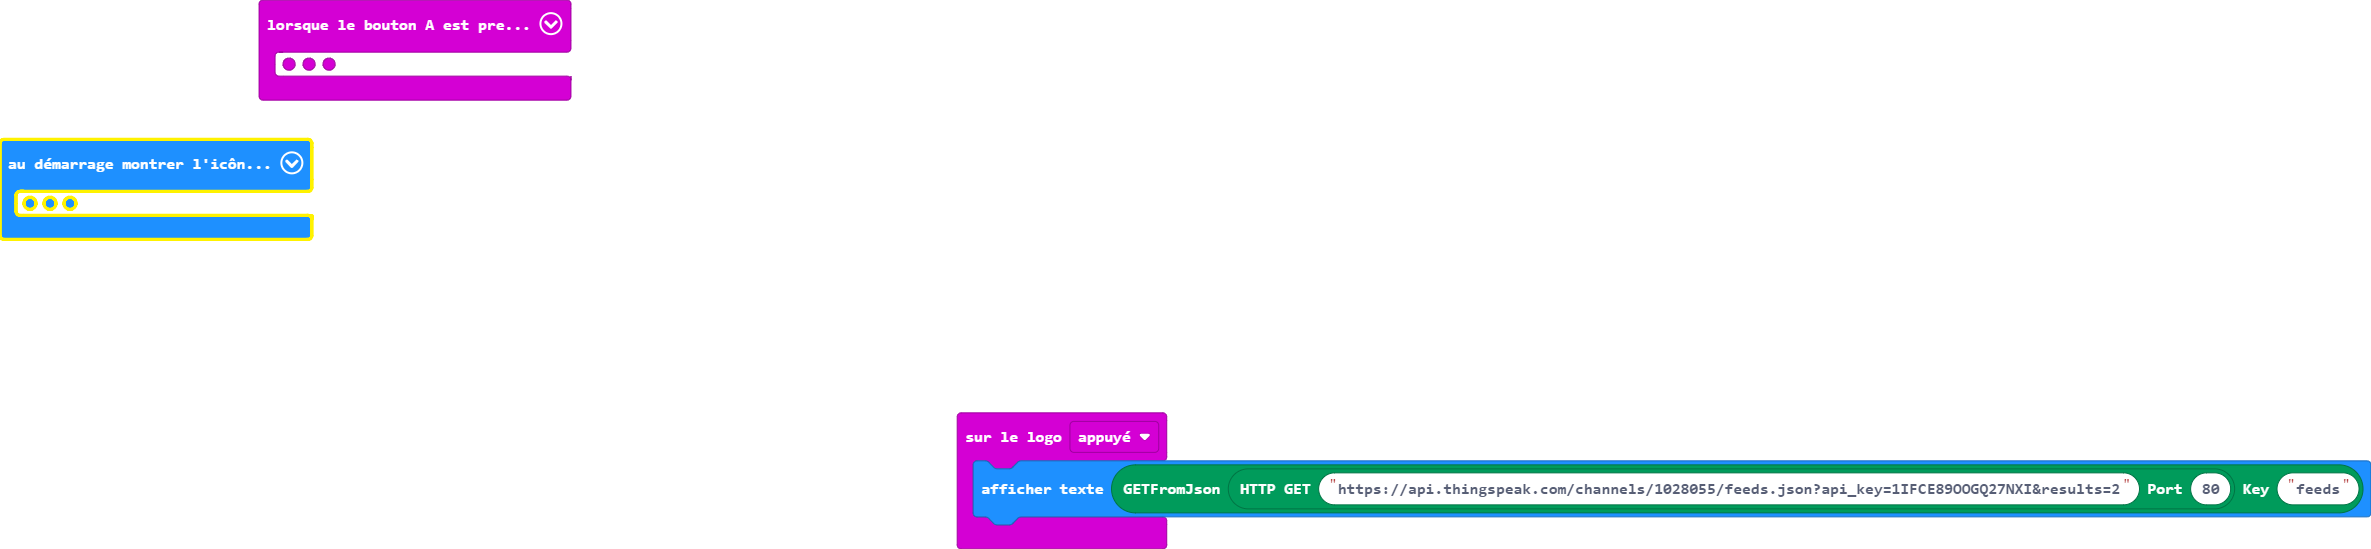 lorsque le bouton A est pre...
au démarrage montrer l'icôn...
sur le logo appuyé
afficher texte GETFromJson HTTP GET "https://api.thingspeak.com/channels/1028055/feeds.json?api_key=1IFCE89OOGQ27NXI&results=2" Port 80 Key "feeds"